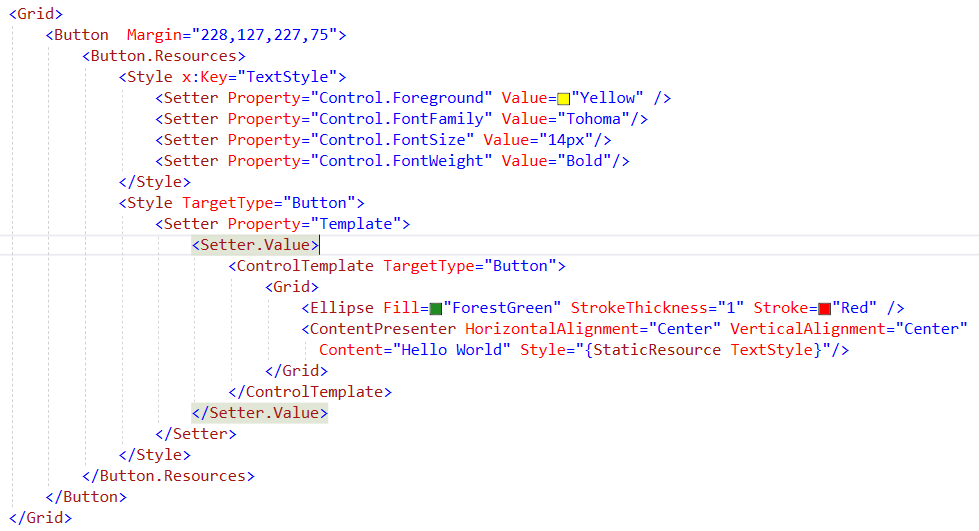 <Grid>
<Button  Margin="228,127,227,75">
<Button.Resources>
<Style x:Key="TextStyle">
<Setter Property="Control.Foreground" Value="Yellow" />
<Setter Property="Control.FontFamily" Value="Tohoma"/>
<Setter Property="Control.FontSize" Value="14px"/>
<Setter Property="Control.FontWeight" Value="Bold"/>
</Style>
<Style TargetType="Button">
<Setter Property="Template">
<Setter.Value>
<ControlTemplate TargetType="Button">
<Grid>
<Ellipse Fill="ForestGreen" StrokeThickness="1" Stroke="Red" />
<ContentPresenter HorizontalAlignment="Center" VerticalAlignment="Center"
Content="Hello World" Style="{StaticResource TextStyle}"/>
</Grid>
</ControlTemplate>
</Setter.Value>
</Setter>
</Style>
</Button.Resources>
</Button>
</Grid>